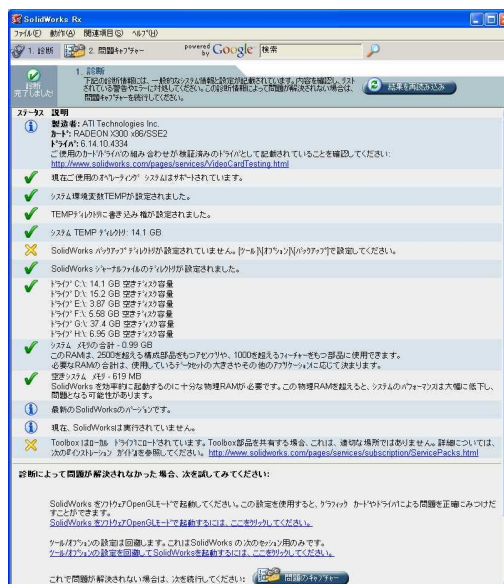 SolidWorks Rx
ファイル(F) 動作(A) 関連項目(S) ヘルプ(H)
1. 診断 2. 問題キャプチャー powered by Google 検索
診断
完了しました
1. 診断
下記の診断情報には、一般的なシステム情報と設定が記載されています。内容を確認し、リスト
されている警告やエラーに対処してください。この診断情報によって問題が解決されない場合は、
問題キャプチャーを続行してください。
結果を再読み込み
ステータス 説明
製造者: ATI Technologies Inc.
カード: RADEON X300 x86/SSE2
ドライバ: 6.14.10.4334
ご使用のカード/ドライバの組み合わせが検証済みのドライバとして記載されていることを確認してください:
http://www.solidworks.com/pages/services/VideoCardTesting.html
現在ご使用のオペレーティング システムはサポートされています。
システム環境変数TEMPが設定されました。
TEMPディレクトリに書き込み権が設定されました。
システム TEMP ディレクトリ: 14.1 GB
SolidWorks バックアップ ディレクトリが設定されていません。[ツール]\[オプション]\[バックアップ]で設定してください。
SolidWorks ジャーナルファイルのディレクトリが設定されました。
ドライブ C:\: 14.1 GB 空きディスク容量
ドライブ D:\: 15.2 GB 空きディスク容量
ドライブ E:\: 3.87 GB 空きディスク容量
ドライブ F:\: 5.58 GB 空きディスク容量
ドライブ G:\: 37.4 GB 空きディスク容量
ドライブ H:\: 6.95 GB 空きディスク容量
システム メモリの合計 - 0.99 GB
このRAMは、2500を超える構成部品をもつアセンブリや、1000を超えるフィーチャーをもつ部品に使用できます。
必要なRAMの合計は、使用しているデータセットの大きさやその他のアプリケーションに応じて決まります。
空きシステム メモリ - 619 MB
SolidWorks を効率的に起動するのに十分な物理RAMが必要です。この物理RAMを超えると、システムのパフォーマンスは大幅に低下し、
問題となる可能性があります。
最新のSolidWorksのバージョンです。
現在、SolidWorksは実行されていません。
Toolbox はローカル ドライブにロードされています。Toolbox部品を共有する場合、これは、適切な場所ではありません。詳細については、
次の『インストレーション ガイド』を参照してください。 http://www.solidworks.com/pages/services/subscription/ServicePacks.html
診断によって問題が解決されなかった場合、次を試してみてください:
SolidWorks をソフトウェアOpenGLモードで起動してください。この設定を使用すると、グラフィック カードやドライバによる問題を正確にみつけだ
すことができます。
SolidWorks をソフトウェアOpenGLモードで起動するには、ここをクリックしてください。
ツール/オプションの設定は回避します。これはSolidWorks の次のセッション用のみです。
ツール/オプションの設定を回避してSolidWorksを起動するには、ここをクリックしてください。
これで問題が解決されない場合は、次を続行してください: 問題のキャプチャー